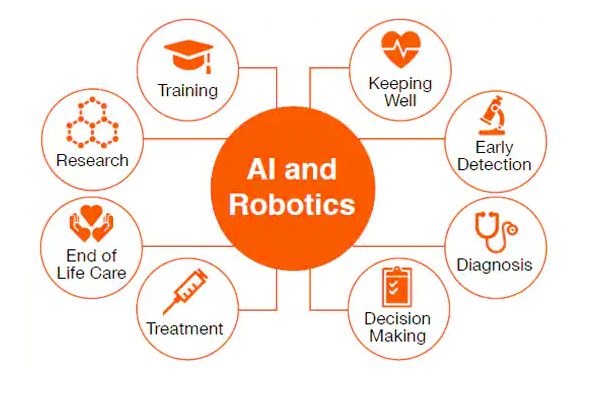 AI and
Robotics
Training
Keeping
Well
Research
Early
Detection
End of
Life Care
Diagnosis
Treatment
Decision
Making